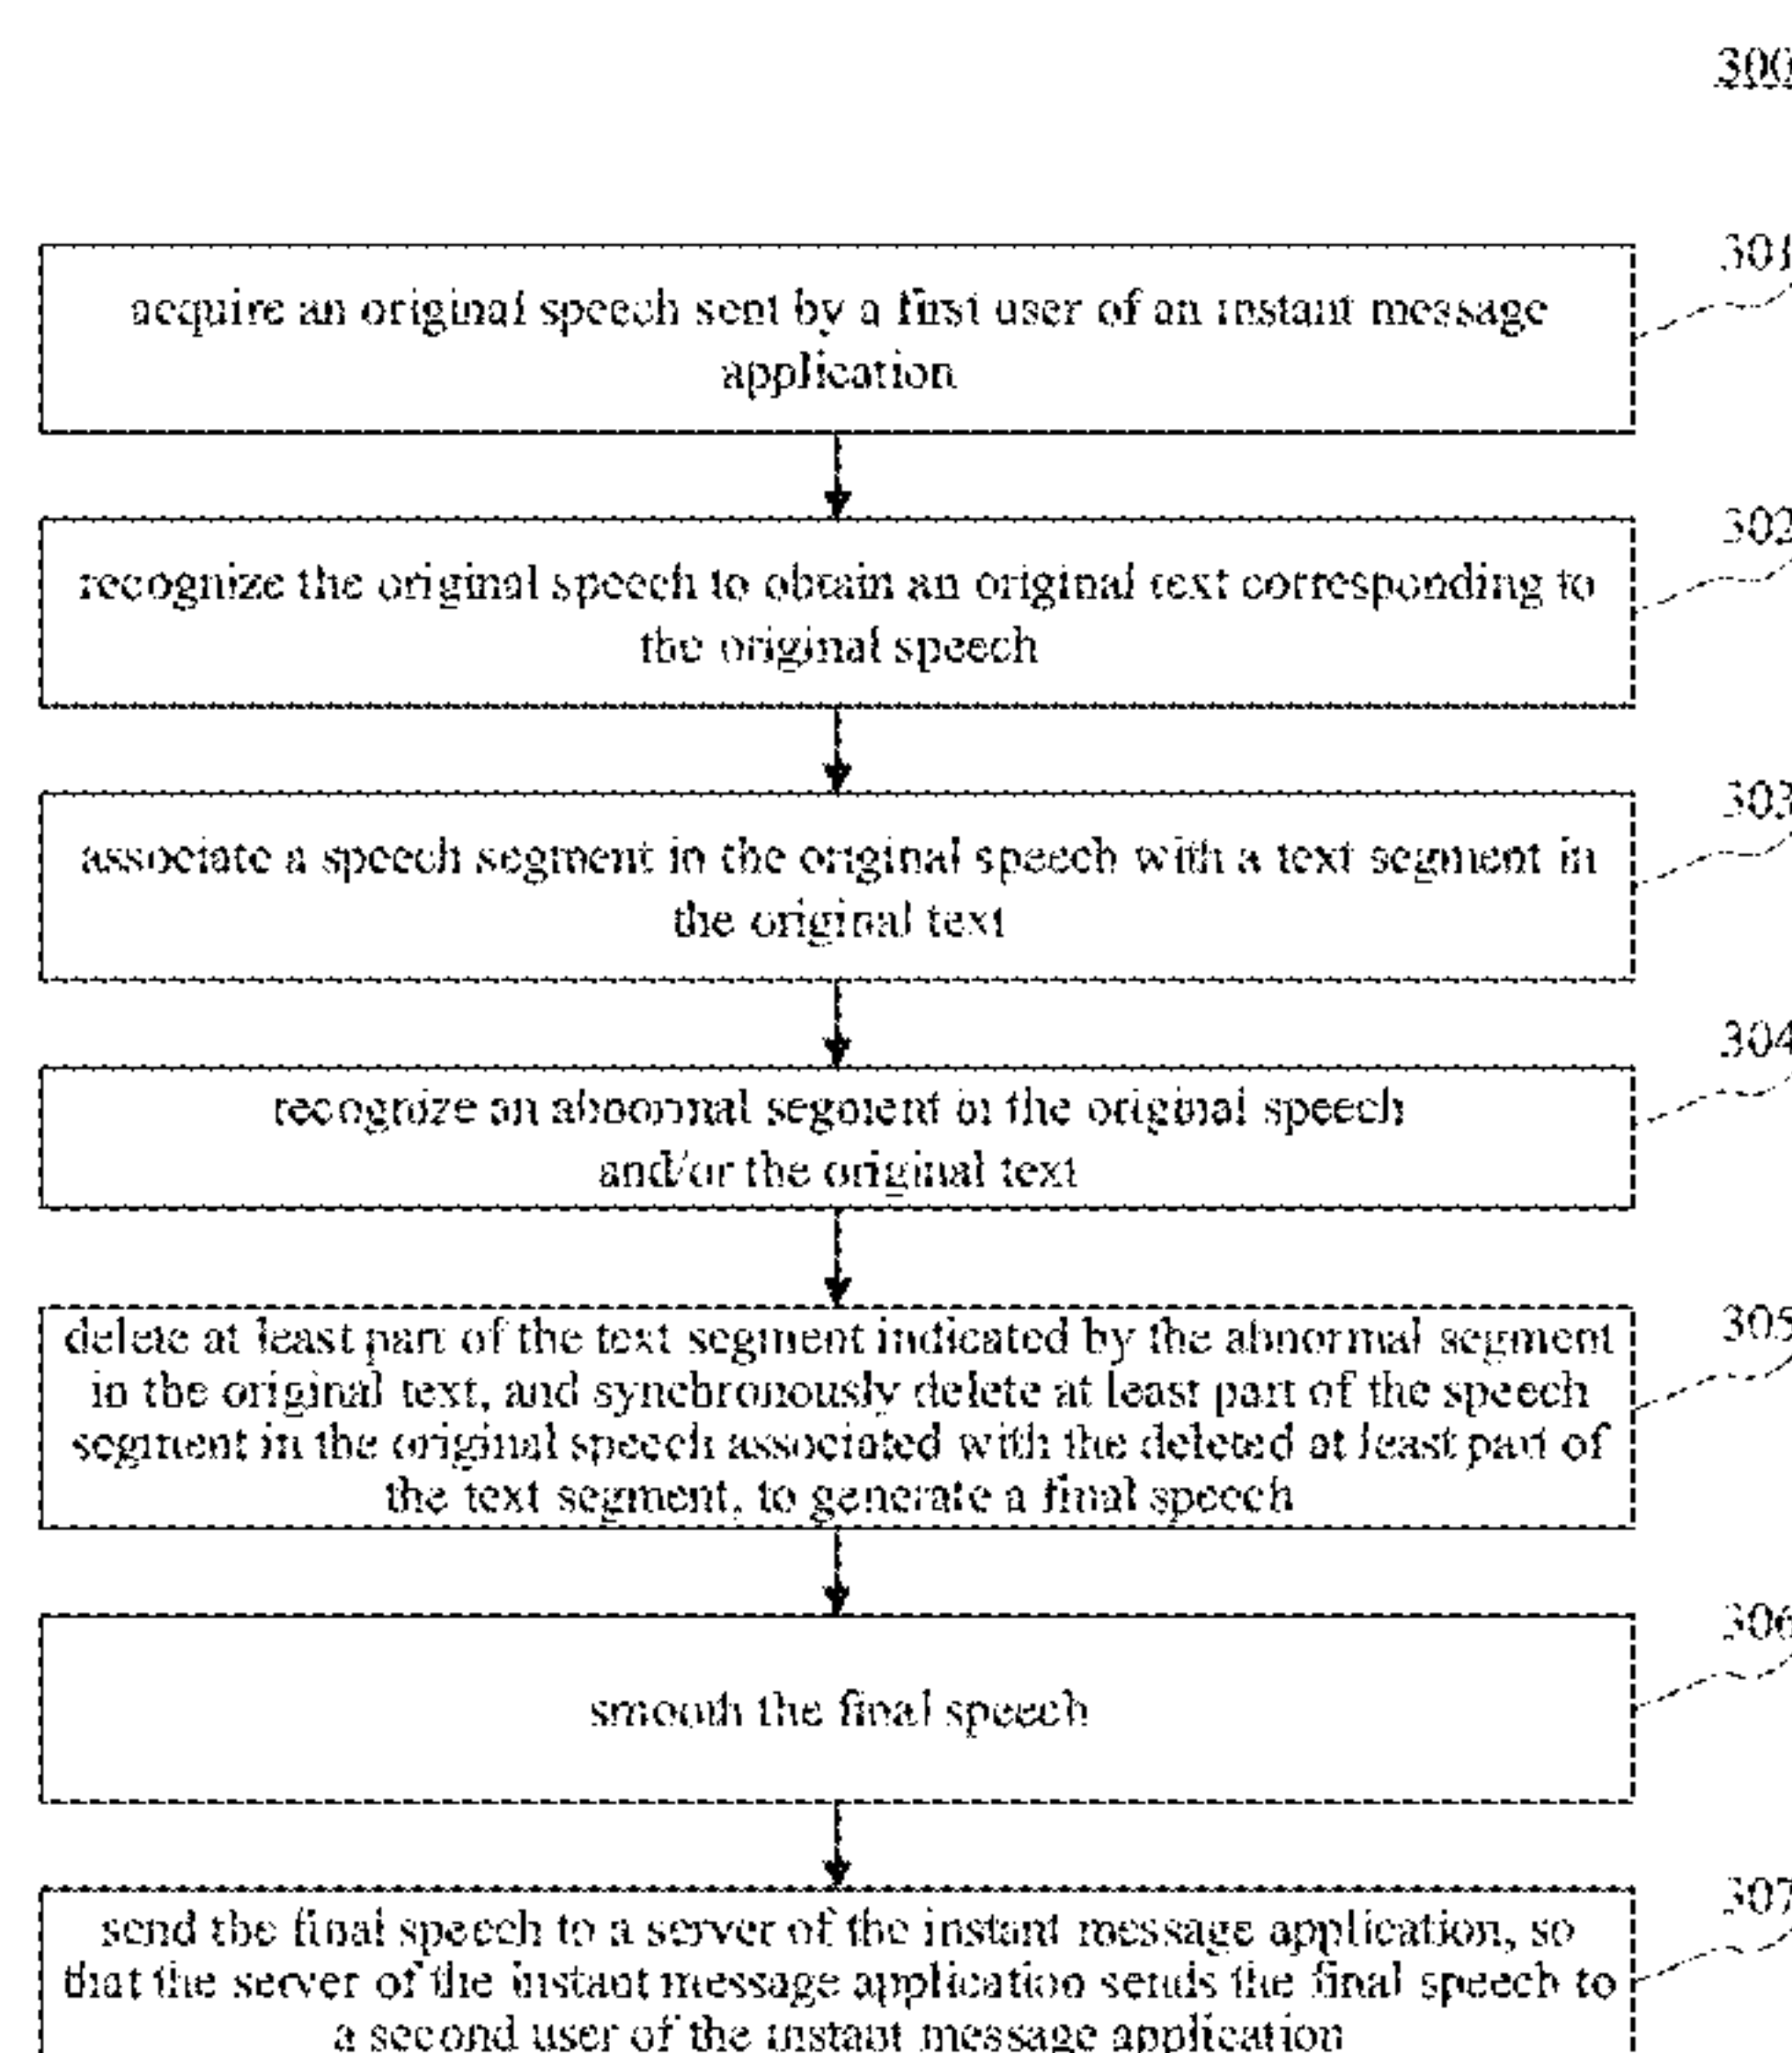 300
301
acquire an original speech sent by a first user of an instant message
application
302
recognize the original speech to obtain an original text corresponding to
the original speech
303
associate a speech segment in the original speech with a text segment in
the original text
304
recognize an abnormal segment in the original speech
and/or the original text
305
delete at least part of the text segment indicated by the abnormal segment
in the original text, and synchronously delete at least part of the speech
segment in the original speech associated with the deleted at least part of
the text segment, to generate a final speech
306
smooth the final speech
307
send the final speech to a server of the instant message application, so
that the server of the instant message application sends the final speech to
a second user of the instant message application